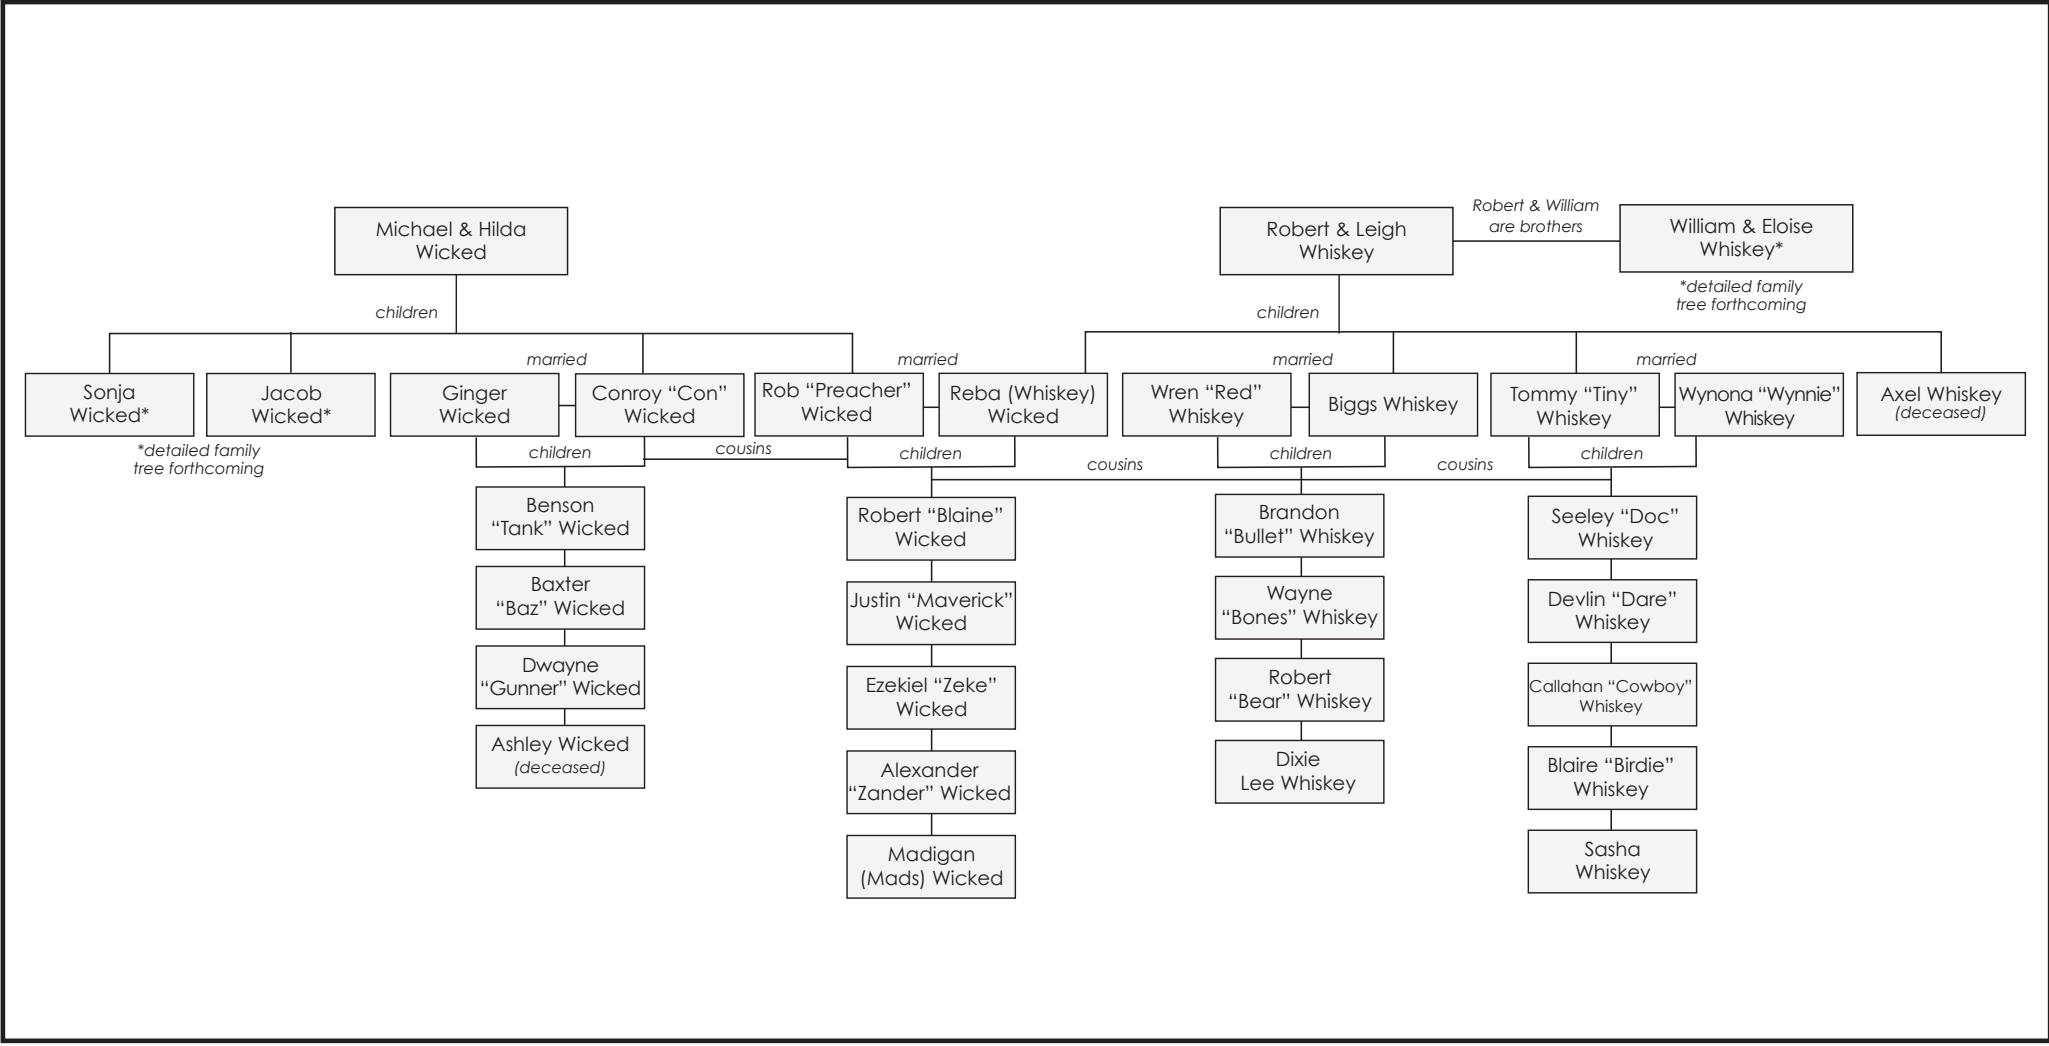 Robert & William
are brothers
Michael & Hilda
Wicked
Robert & Leigh
Whiskey
William & Eloise
Whiskey*
*detailed family
tree forthcoming
children
children
married
married
married
married
Sonja
Wicked*
Jacob
Wicked*
Ginger
Wicked
Conroy “Con”
Wicked
Rob “Preacher”
Wicked
Reba (Whiskey)
Wicked
Wren “Red”
Whiskey
Biggs Whiskey
Tommy “Tiny”
Whiskey
Wynona “Wynnie”
Whiskey
Axel Whiskey
(deceased)
*detailed family
tree forthcoming
children
cousins
children
cousins
children
cousins
children
Benson
“Tank” Wicked
Baxter
“Baz” Wicked
Dwayne
“Gunner” Wicked
Ashley Wicked
(deceased)
Robert “Blaine”
Wicked
Justin “Maverick”
Wicked
Ezekiel “Zeke”
Wicked
Alexander
“Zander” Wicked
Madigan
(Mads) Wicked
Brandon
“Bullet” Whiskey
Wayne
“Bones” Whiskey
Robert
“Bear” Whiskey
Dixie
Lee Whiskey
Seeley “Doc”
Whiskey
Devlin “Dare”
Whiskey
Callahan “Cowboy”
Whiskey
Blaire “Birdie”
Whiskey
Sasha
Whiskey